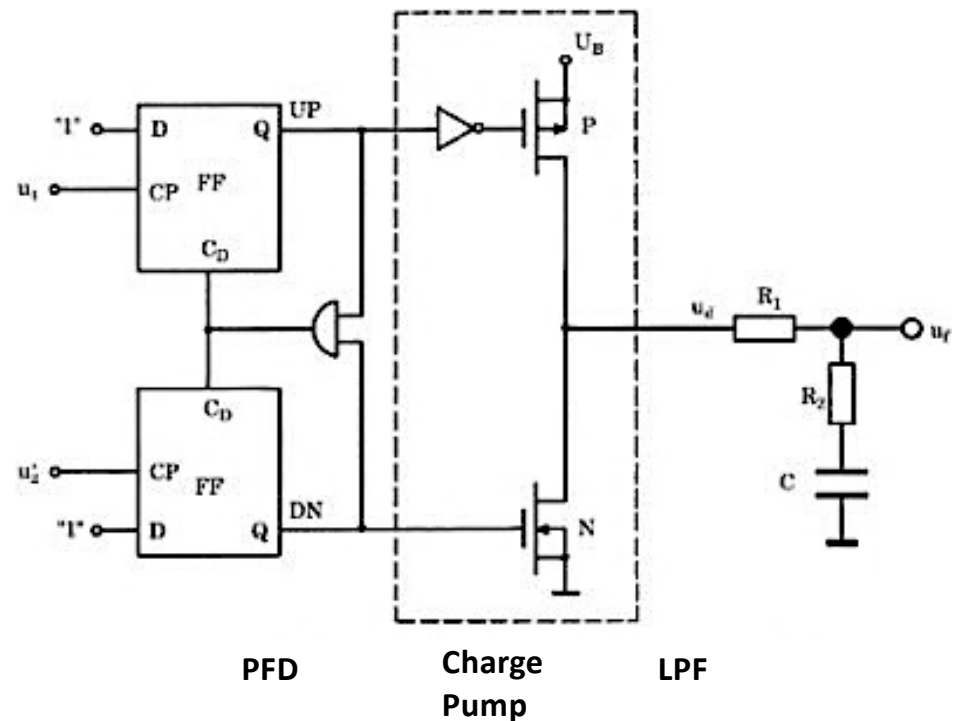 U_B
UP
"1"
D
Q
P
u_1
CP
FF
C_D
u_d
R_1
u_f
C_D
R_2
u_2'
CP
FF
C
DN
"1"
D
Q
N
PFD
Charge
Pump
LPF